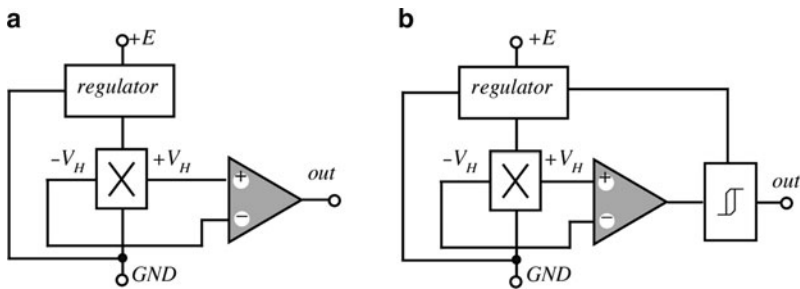 a
+E
regulator
−V_H
+V_H
+
−
out
GND
b
+E
regulator
−V_H
+V_H
+
−
out
GND